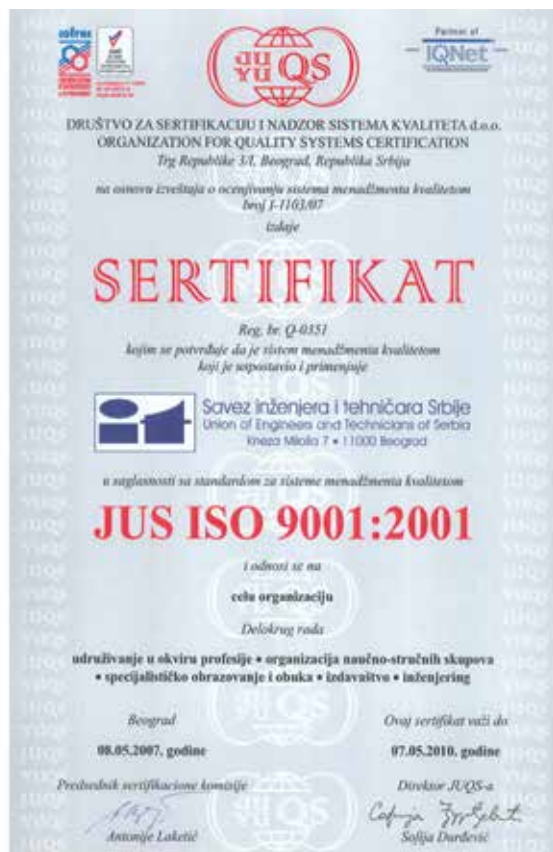 cofrac
YU
YU QS
Partner of
IQNet
DRUŠTVO ZA SERTIFIKACIJU I NADZOR SISTEMA KVALITETA d.o.o.
ORGANIZATION FOR QUALITY SYSTEMS CERTIFICATION
Trg Republike 3/I, Beograd, Republika Srbija
na osnovu izveštaja o ocenjivanju sistema menadžmenta kvalitetom
broj I-1103/07
izdaje
SERTIFIKAT
Reg. br. Q-0351
kojim se potvrđuje da je sistem menadžmenta kvalitetom
koji je uspostavio i primenjuje
Savez inženjera i tehničara Srbije
Union of Engineers and Technicians of Serbia
Kneza Miloša 7 • 11000 Beograd
u saglasnosti sa standardom za sisteme menadžmenta kvalitetom
JUS ISO 9001:2001
i odnosi se na
celu organizaciju
Delokrug rada
udruživanje u okviru profesije • organizacija naučno-stručnih skupova
• specijalističko obrazovanje i obuka • izdavaštvo • inženjering
Beograd
Ovaj sertifikat važi do
08.05.2007. godine
07.05.2010. godine
Predsednik sertifikacione komisije
Direktor JUQS-a
Antonije Laketić
Sofija Đurđević